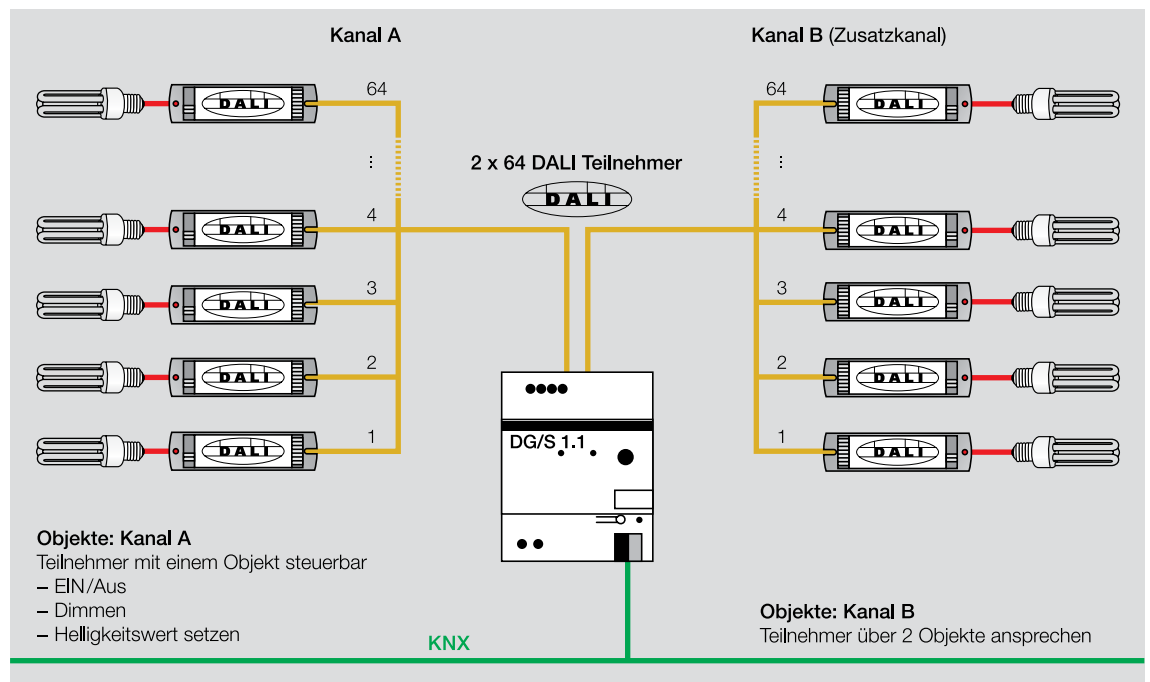 Kanal A
Kanal B (Zusatzkanal)
DALI 64
64 DALI
⋮
⋮
2 x 64 DALI Teilnehmer
DALI
DALI 4
4 DALI
DALI 3
3 DALI
DALI 2
2 DALI
DALI 1
1 DALI
DG/S 1.1
Objekte: Kanal A
Teilnehmer mit einem Objekt steuerbar
– EIN/Aus
– Dimmen
– Helligkeitswert setzen
Objekte: Kanal B
Teilnehmer über 2 Objekte ansprechen
KNX